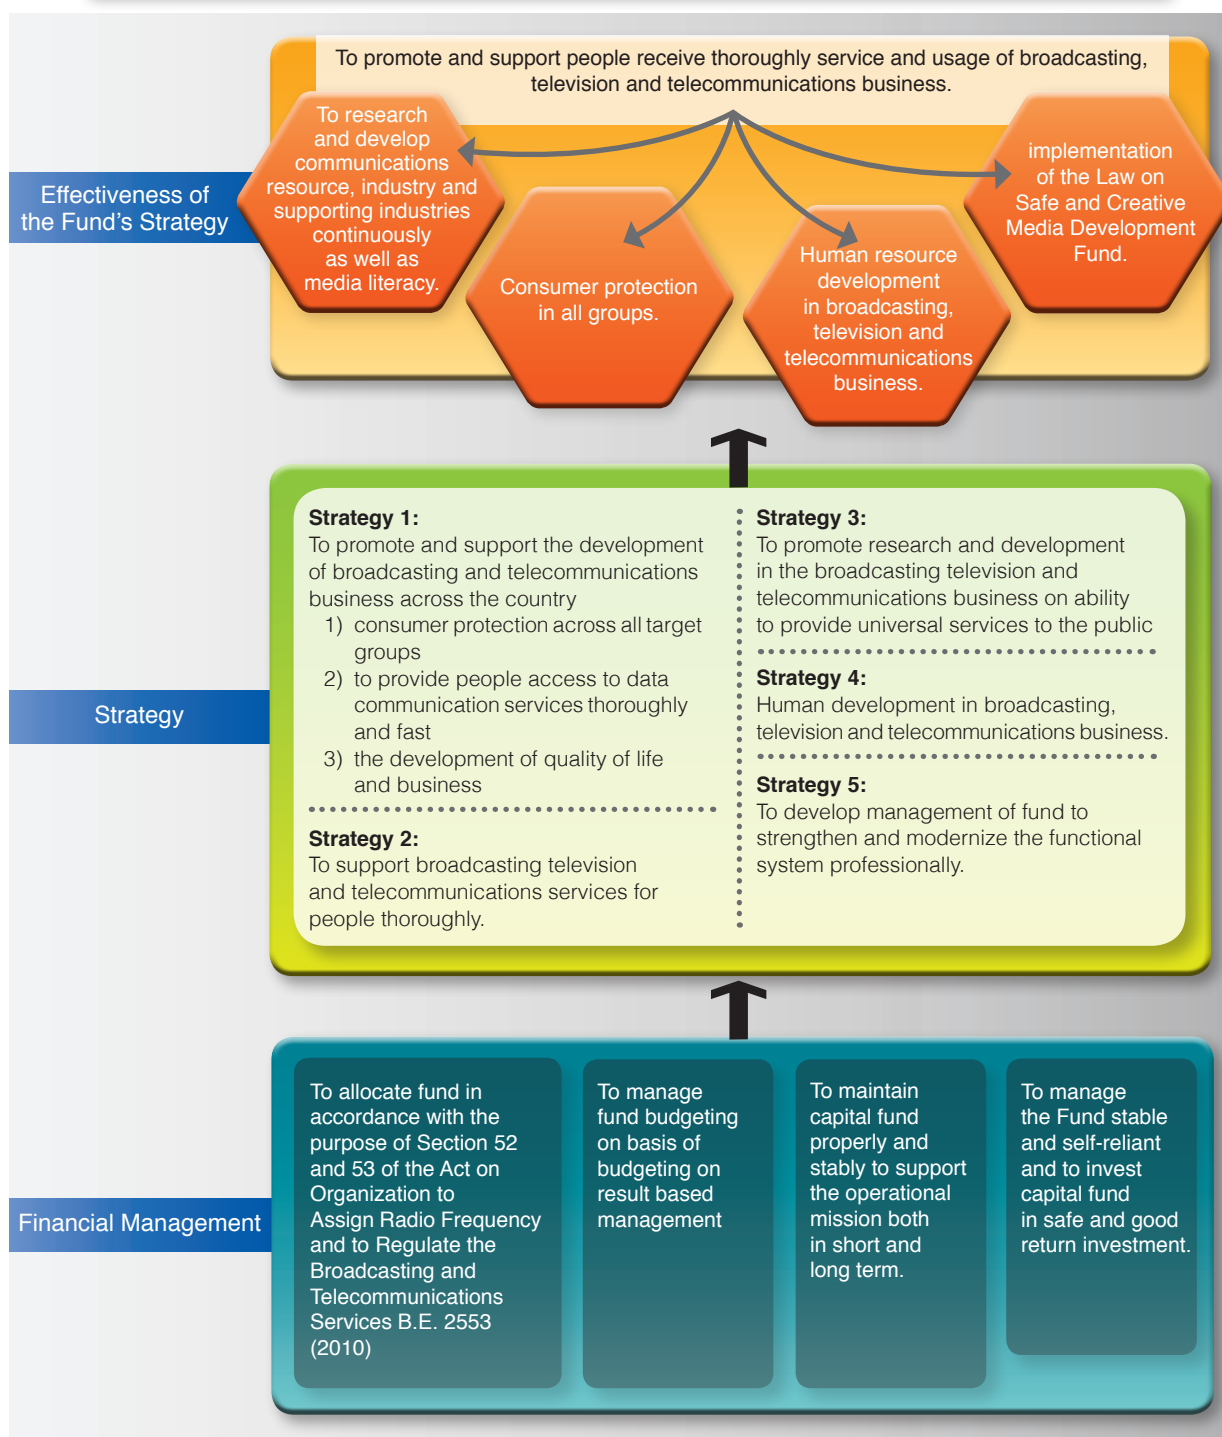 To promote and support people receive thoroughly service and usage of broadcasting,
television and telecommunications business.
To research
and develop
communications
resource, industry and
supporting industries
continuously
as well as
media literacy.
Consumer protection
in all groups.
Human resource
development
in broadcasting,
television and
telecommunications
business.
implementation
of the Law on
Safe and Creative
Media Development
Fund.
Effectiveness of
the Fund's Strategy
Strategy
Strategy 1:
To promote and support the development
of broadcasting and telecommunications
business across the country
1) consumer protection across all target
groups
2) to provide people access to data
communication services thoroughly
and fast
3) the development of quality of life
and business
Strategy 2:
To support broadcasting television
and telecommunications services for
people thoroughly.
Strategy 3:
To promote research and development
in the broadcasting television and
telecommunications business on ability
to provide universal services to the public
Strategy 4:
Human development in broadcasting,
television and telecommunications business.
Strategy 5:
To develop management of fund to
strengthen and modernize the functional
system professionally.
Financial Management
To allocate fund in
accordance with the
purpose of Section 52
and 53 of the Act on
Organization to
Assign Radio Frequency
and to Regulate the
Broadcasting and
Telecommunications
Services B.E. 2553
(2010)
To manage
fund budgeting
on basis of
budgeting on
result based
management
To maintain
capital fund
properly and
stably to support
the operational
mission both
in short and
long term.
To manage
the Fund stable
and self-reliant
and to invest
capital fund
in safe and good
return investment.